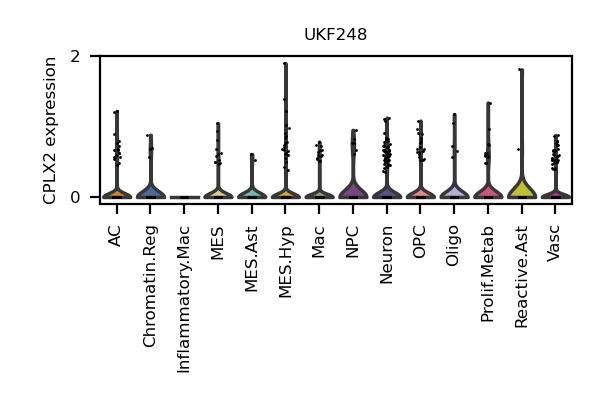 UKF248
CPLX2 expression
2
0
AC
Chromatin.Reg
Inflammatory.Mac
MES
MES.Ast
MES.Hyp
Mac
NPC
Neuron
OPC
Oligo
Prolif.Metab
Reactive.Ast
Vasc